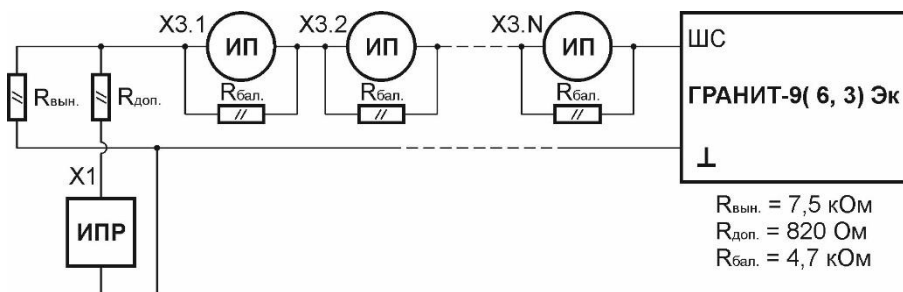 X3.1
X3.2
X3.N
ИП
ИП
ИП
ШС
Rвын.
Rдоп.
Rбал.
Rбал.
Rбал.
ГРАНИТ-9( 6, 3) Эк
⊥
X1
ИПР
Rвын. = 7,5 кОм
Rдоп. = 820 Ом
Rбал. = 4,7 кОм